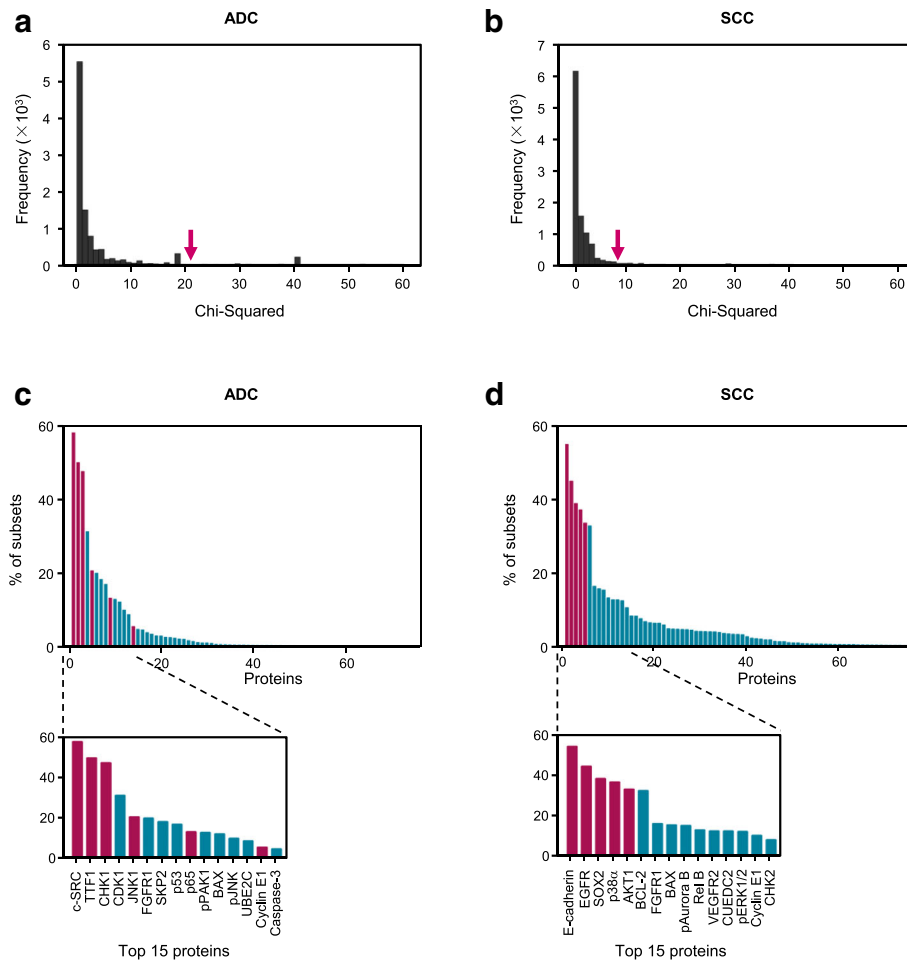 a
ADC
Frequency (×10³)
6
5
4
3
2
1
0
0 10 20 30 40 50 60
Chi-Squared
b
SCC
Frequency (×10³)
7
6
5
4
3
2
1
0
0 10 20 30 40 50 60
Chi-Squared
c
ADC
% of subsets
60
40
20
0
0 20 40 60
Proteins
60
40
20
0
c-SRC
TTF1
CHK1
CDK1
JNK1
FGFR1
SKP2
p53
p65
pPAK1
BAX
pJNK
UBE2C
Cyclin E1
Caspase-3
Top 15 proteins
d
SCC
% of subsets
60
40
20
0
0 20 40 60
Proteins
60
40
20
0
E-cadherin
EGFR
SOX2
p38α
AKT1
BCL-2
FGFR1
BAX
pAurora B
Rel B
VEGFR2
CUEDC2
pERK1/2
Cyclin E1
CHK2
Top 15 proteins